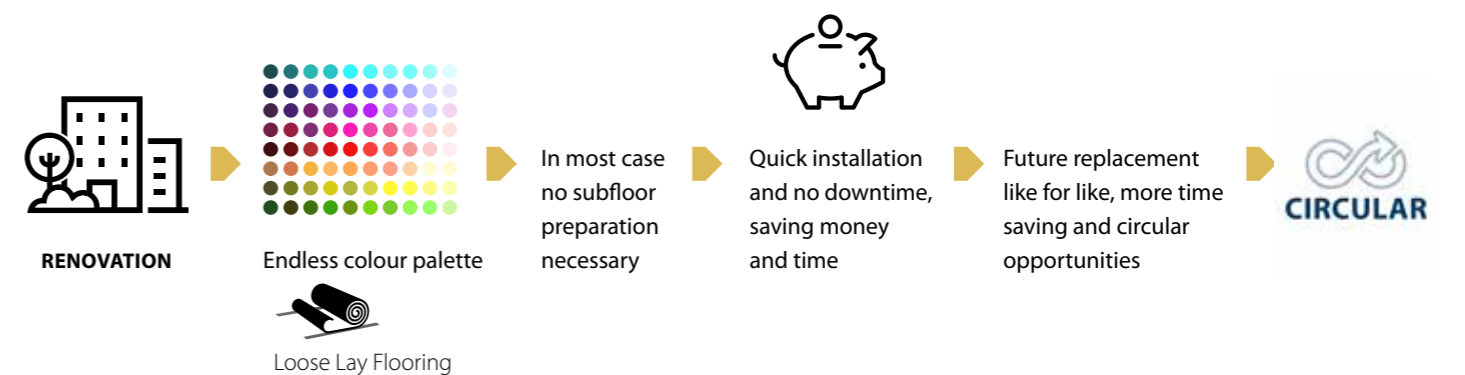 RENOVATION
Endless colour palette
Loose Lay Flooring
In most case
no subfloor
preparation
necessary
Quick installation
and no downtime,
saving money
and time
Future replacement
like for like, more time
saving and circular
opportunities
CIRCULAR